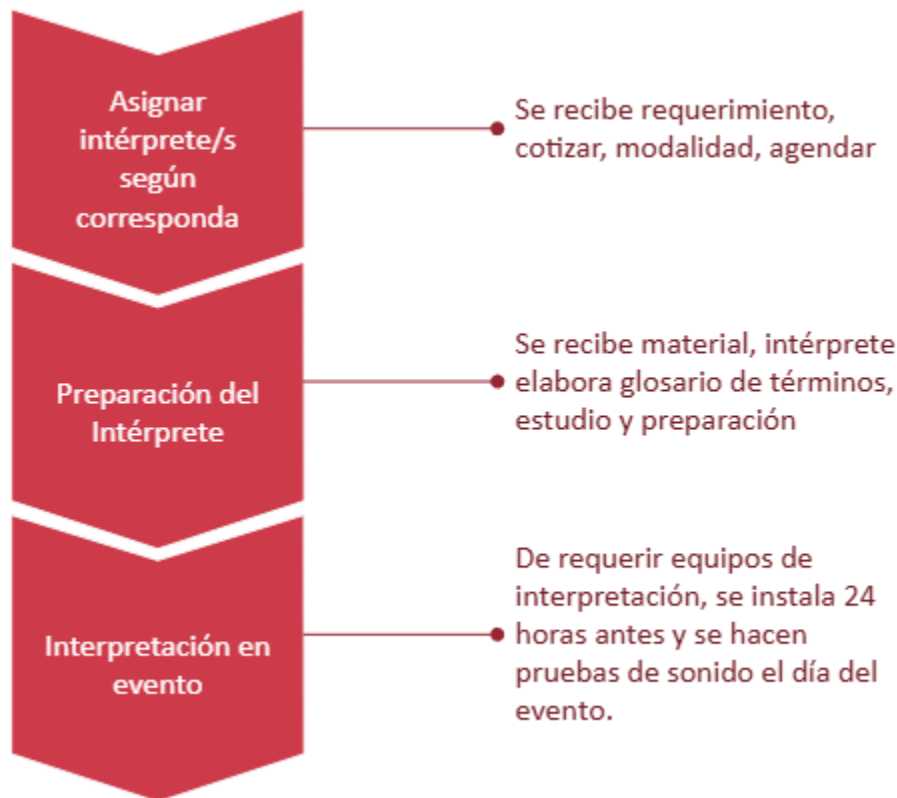 Asignar
intérprete/s
según
corresponda
Se recibe requerimiento,
cotizar, modalidad, agendar
Preparación del
Intérprete
Se recibe material, intérprete
elabora glosario de términos,
estudio y preparación
Interpretación en
evento
De requerir equipos de
interpretación, se instala 24
horas antes y se hacen
pruebas de sonido el día del
evento.